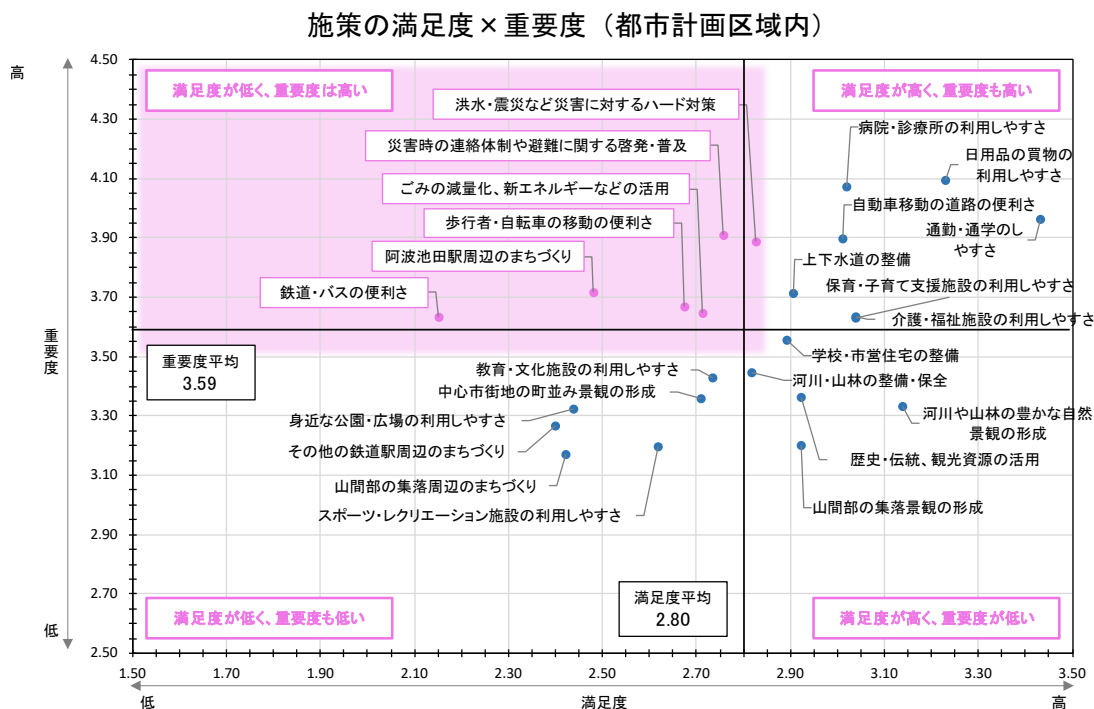 施策の満足度×重要度（都市計画区域内）
高
4.50
4.30
4.10
3.90
3.70
3.50
3.30
3.10
2.90
2.70
2.50
重要度
低
満足度が低く、重要度は高い
満足度が高く、重要度も高い
洪水・震災など災害に対するハード対策
災害時の連絡体制や避難に関する啓発・普及
ごみの減量化、新エネルギーなどの活用
歩行者・自転車の移動の便利さ
阿波池田駅周辺のまちづくり
鉄道・バスの便利さ
病院・診療所の利用しやすさ
日用品の買物の
利用しやすさ
自動車移動の道路の便利さ
通勤・通学のし
やすさ
上下水道の整備
保育・子育て支援施設の利用しやすさ
介護・福祉施設の利用しやすさ
重要度平均
3.59
学校・市営住宅の整備
教育・文化施設の利用しやすさ
河川・山林の整備・保全
中心市街地の町並み景観の形成
身近な公園・広場の利用しやすさ
河川や山林の豊かな自然
景観の形成
その他の鉄道駅周辺のまちづくり
歴史・伝統、観光資源の活用
山間部の集落周辺のまちづくり
山間部の集落景観の形成
スポーツ・レクリエーション施設の利用しやすさ
満足度平均
2.80
満足度が低く、重要度も低い
満足度が高く、重要度が低い
1.50 1.70 1.90 2.10 2.30 2.50 2.70 2.90 3.10 3.30 3.50
低 満足度 高